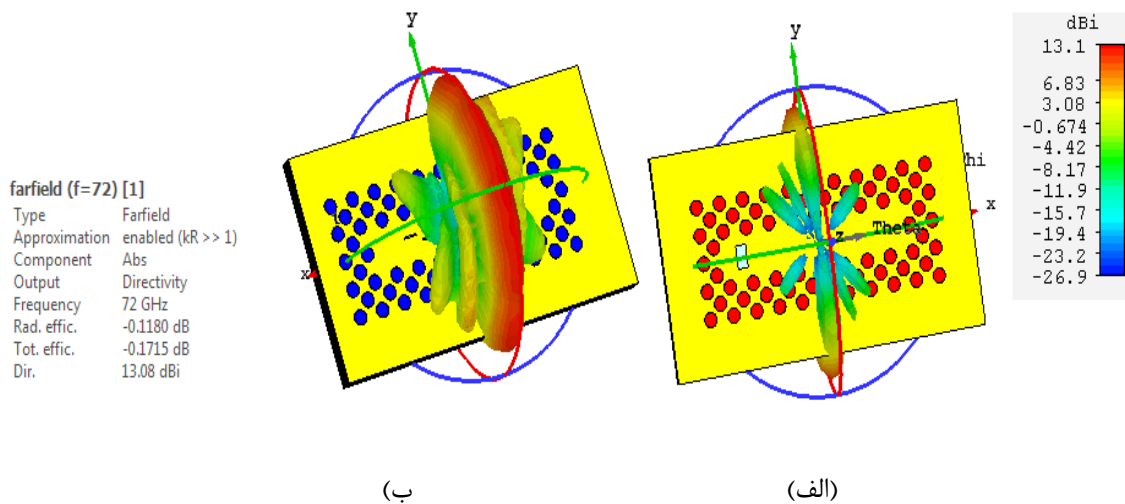 farfield (f=72) [1]
Type Farfield
Approximation enabled (kR >> 1)
Component Abs
Output Directivity
Frequency 72 GHz
Rad. effic. -0.1180 dB
Tot. effic. -0.1715 dB
Dir. 13.08 dBi
y
x
y
hi
x
z
Theta
dBi
13.1
6.83
3.08
-0.674
-4.42
-8.17
-11.9
-15.7
-19.4
-23.2
-26.9
(الف)
ب)